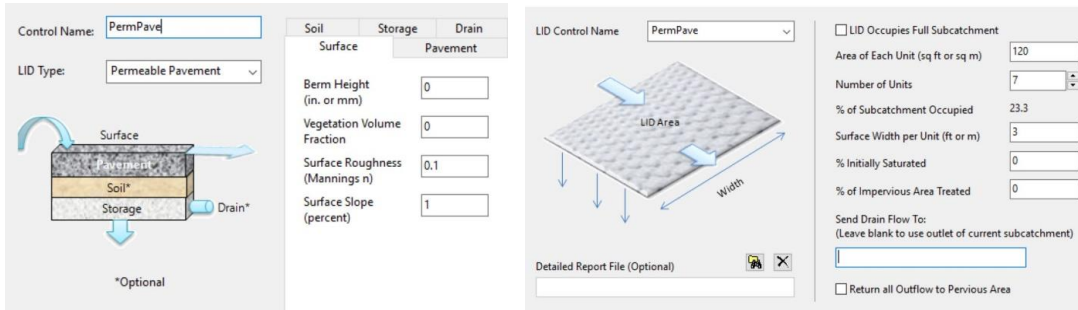 Control Name: PermPave
LID Type: Permeable Pavement
Surface
Pavement
Soil*
Storage
Drain*
*Optional
Soil Storage Drain
Surface Pavement
Berm Height
(in. or mm)
0
Vegetation Volume
Fraction
0
Surface Roughness
(Mannings n)
0.1
Surface Slope
(percent)
1
LID Control Name PermPave
LID Area
Width
Detailed Report File (Optional)
LID Occupies Full Subcatchment
Area of Each Unit (sq ft or sq m) 120
Number of Units 7
% of Subcatchment Occupied 23.3
Surface Width per Unit (ft or m) 3
% Initially Saturated 0
% of Impervious Area Treated 0
Send Drain Flow To:
(Leave blank to use outlet of current subcatchment)
Return all Outflow to Pervious Area